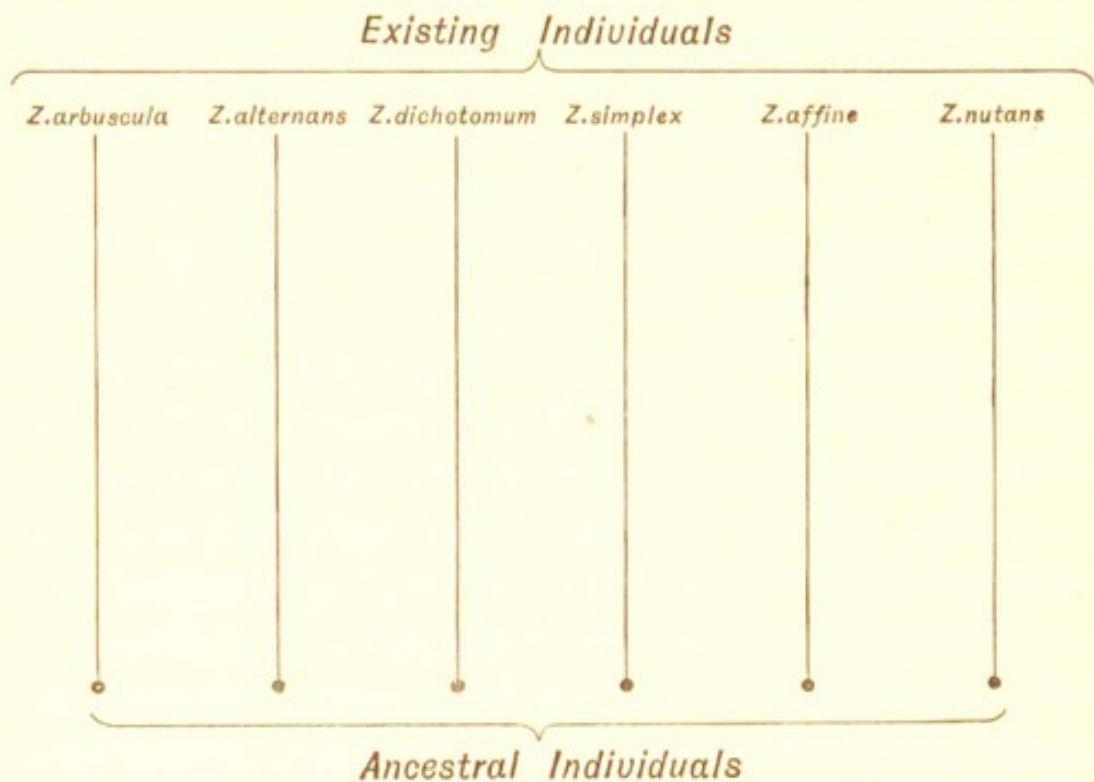 Existing Individuals
Z.arbuscula Z.alternans Z.dichotomum Z.simplex Z.affine Z.nutans
Ancestral Individuals